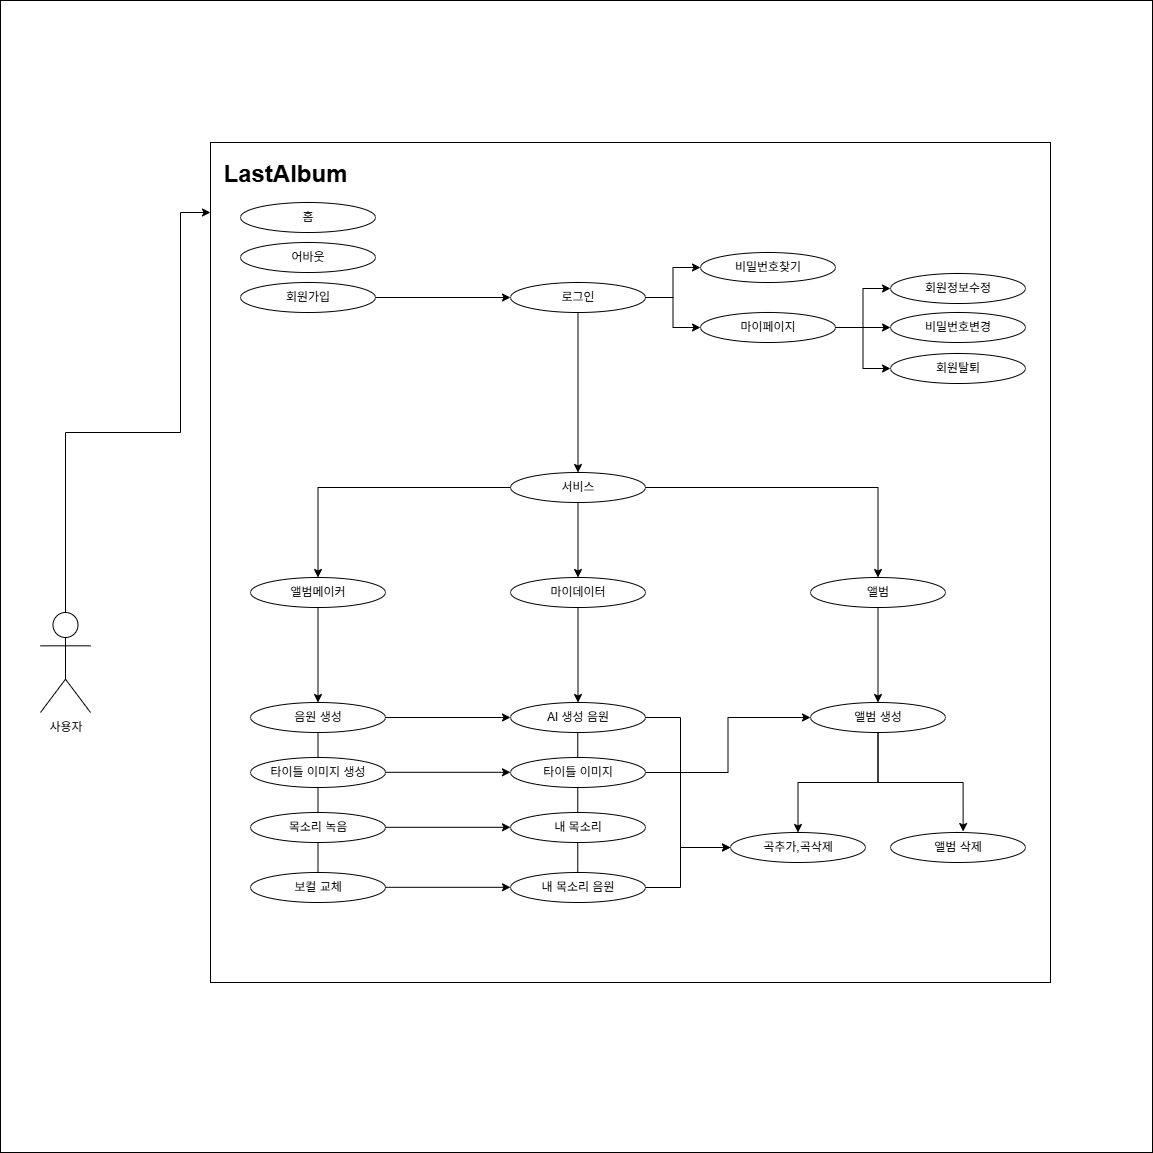 LastAlbum
홈
어바웃
회원가입
로그인
비밀번호찾기
마이페이지
회원정보수정
비밀번호변경
회원탈퇴
서비스
앨범메이커
마이데이터
앨범
음원 생성
AI 생성 음원
앨범 생성
타이틀 이미지 생성
타이틀 이미지
목소리 녹음
내 목소리
곡추가,곡삭제
앨범 삭제
보컬 교체
내 목소리 음원
사용자